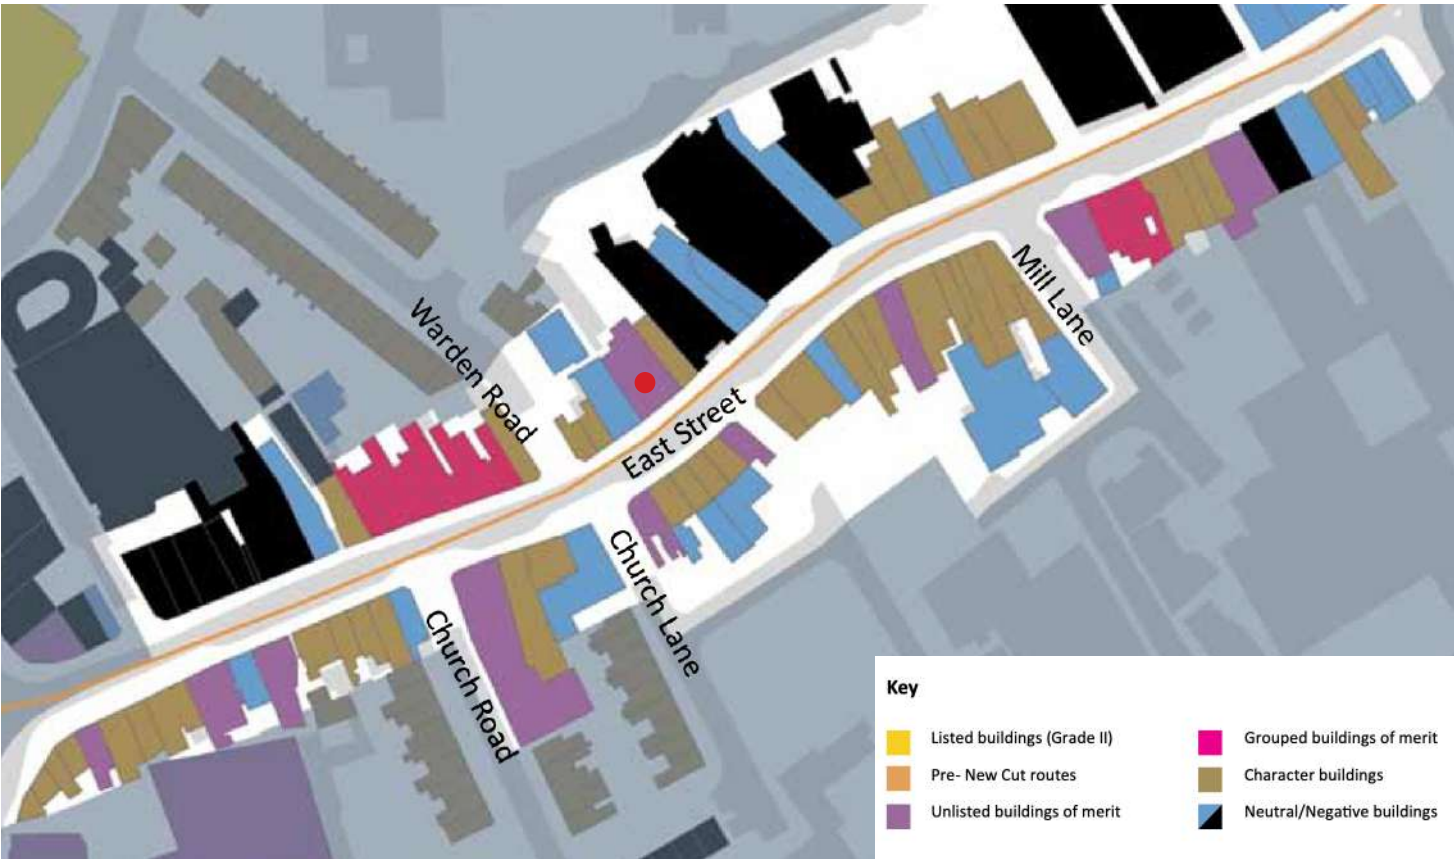 Mill Lane
Warden Road
East Street
Church Lane
Church Road
Key
Listed buildings (Grade II)
Pre- New Cut routes
Unlisted buildings of merit
Grouped buildings of merit
Character buildings
Neutral/Negative buildings